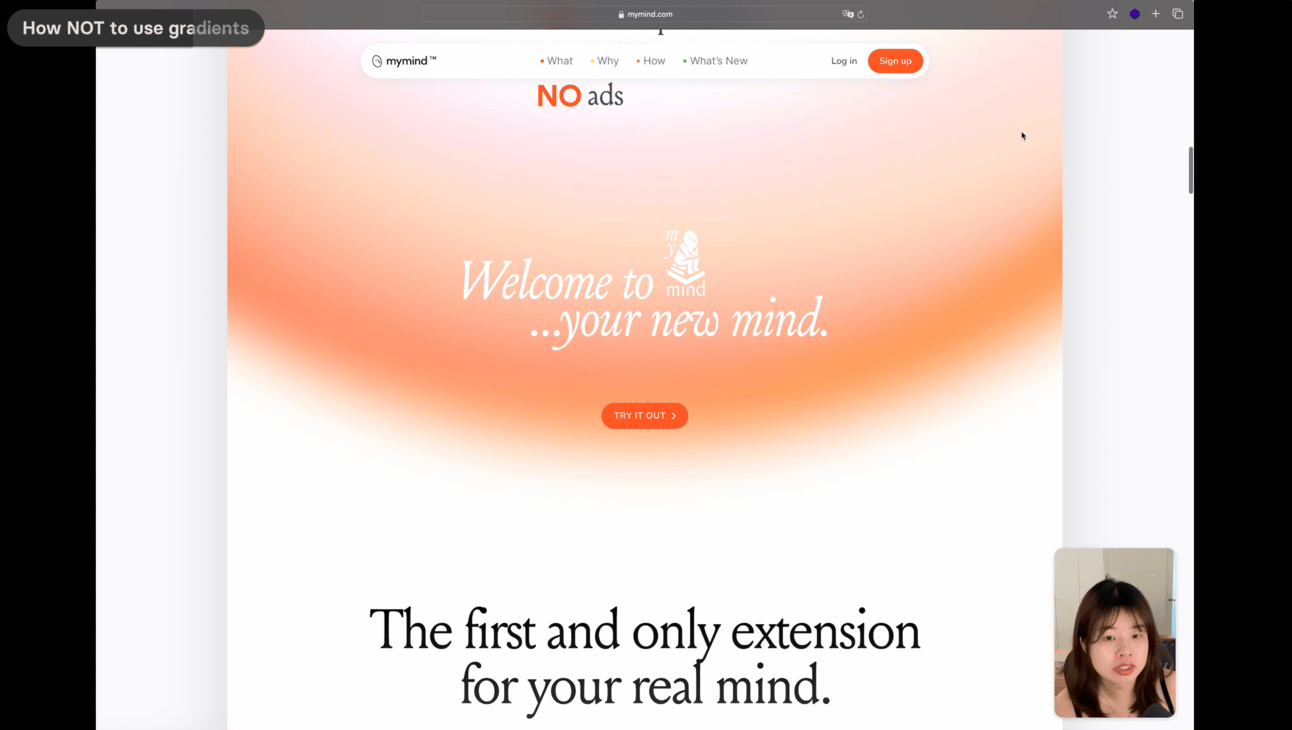 How NOT to use gradients
mymind.com
mymind™
What
Why
How
What's New
Log in
Sign up
NO ads
my
mind
Welcome to
...your new mind.
TRY IT OUT
The first and only extension
for your real mind.